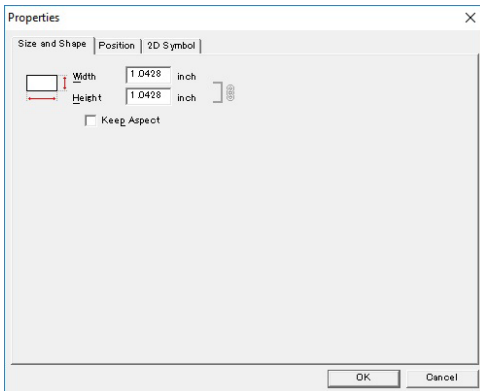 Properties
Size and Shape Position 2D Symbol
Width 1.0428 inch
Height 1.0428 inch
Keep Aspect
OK Cancel